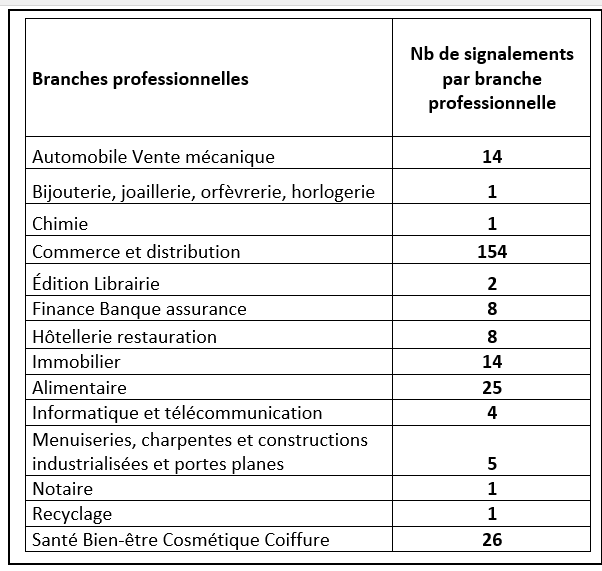 Branches professionnelles
Nb de signalements
par branche
professionnelle
Automobile Vente mécanique 14
Bijouterie, joaillerie, orfèvrerie, horlogerie 1
Chimie 1
Commerce et distribution 154
Édition Librairie 2
Finance Banque assurance 8
Hôtellerie restauration 8
Immobilier 14
Alimentaire 25
Informatique et télécommunication 4
Menuiseries, charpentes et constructions
industrialisées et portes planes 5
Notaire 1
Recyclage 1
Santé Bien-être Cosmétique Coiffure 26